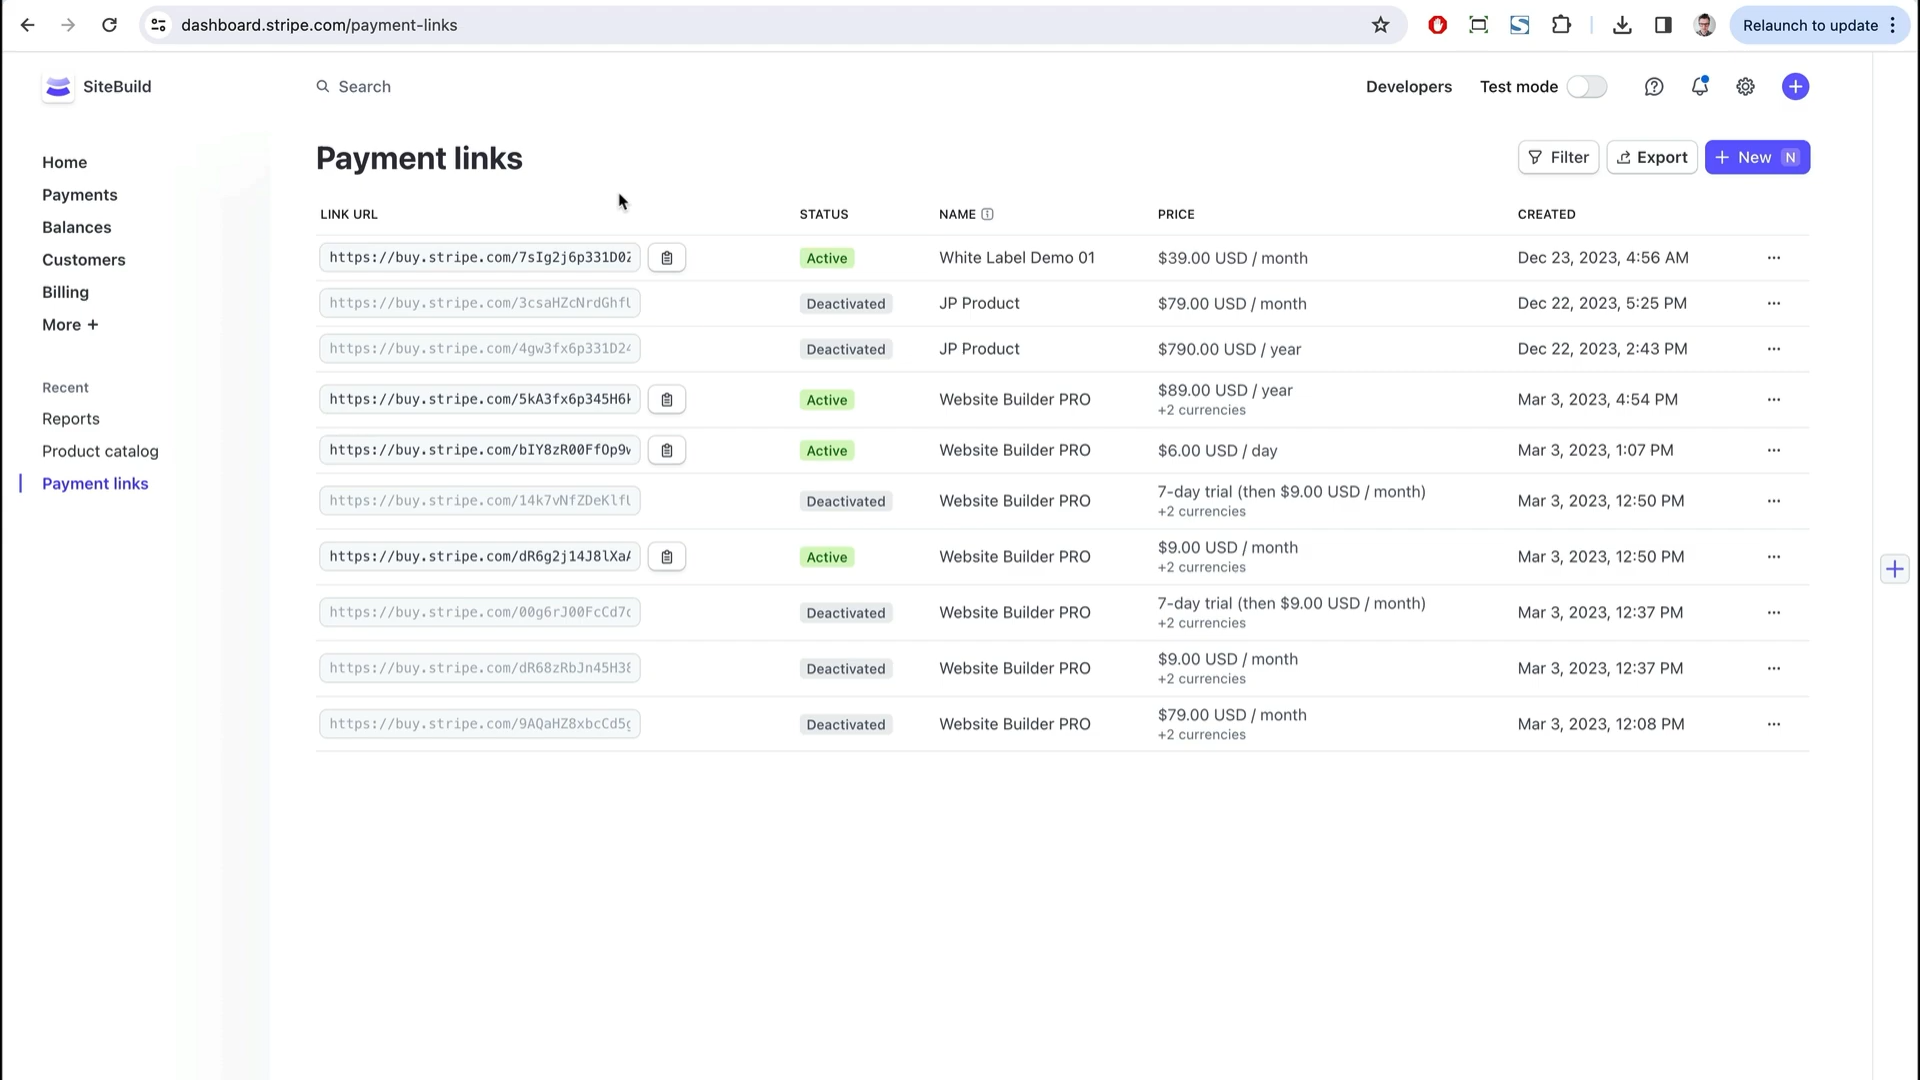 dashboard.stripe.com/payment-links
Relaunch to update
SiteBuild
Search
Developers
Test mode
Home
Payments
Balances
Customers
Billing
More +
Recent
Reports
Product catalog
Payment links
Payment links
Filter
Export
+ New N
LINK URL STATUS NAME PRICE CREATED
https://buy.stripe.com/7sIg2j6p331D0 Active White Label Demo 01 $39.00 USD / month Dec 23, 2023, 4:56 AM
https://buy.stripe.com/3csaHZcNrdGhf Deactivated JP Product $79.00 USD / month Dec 22, 2023, 5:25 PM
https://buy.stripe.com/4gw3fx6p331D2 Deactivated JP Product $790.00 USD / year Dec 22, 2023, 2:43 PM
https://buy.stripe.com/5kA3fx6p345H6 Active Website Builder PRO $89.00 USD / year Mar 3, 2023, 4:54 PM
+2 currencies
https://buy.stripe.com/bIY8zR00FfOp9 Active Website Builder PRO $6.00 USD / day Mar 3, 2023, 1:07 PM
https://buy.stripe.com/14k7vNfZDeKlf Deactivated Website Builder PRO 7-day trial (then $9.00 USD / month) Mar 3, 2023, 12:50 PM
+2 currencies
https://buy.stripe.com/dR6g2j14J8lXa Active Website Builder PRO $9.00 USD / month Mar 3, 2023, 12:50 PM
+2 currencies
https://buy.stripe.com/00g6rJ00FcCd7 Deactivated Website Builder PRO 7-day trial (then $9.00 USD / month) Mar 3, 2023, 12:37 PM
+2 currencies
https://buy.stripe.com/dR68zRbJn45H3 Deactivated Website Builder PRO $9.00 USD / month Mar 3, 2023, 12:37 PM
+2 currencies
https://buy.stripe.com/9AQaHZ8xbcCd5 Deactivated Website Builder PRO $79.00 USD / month Mar 3, 2023, 12:08 PM
+2 currencies